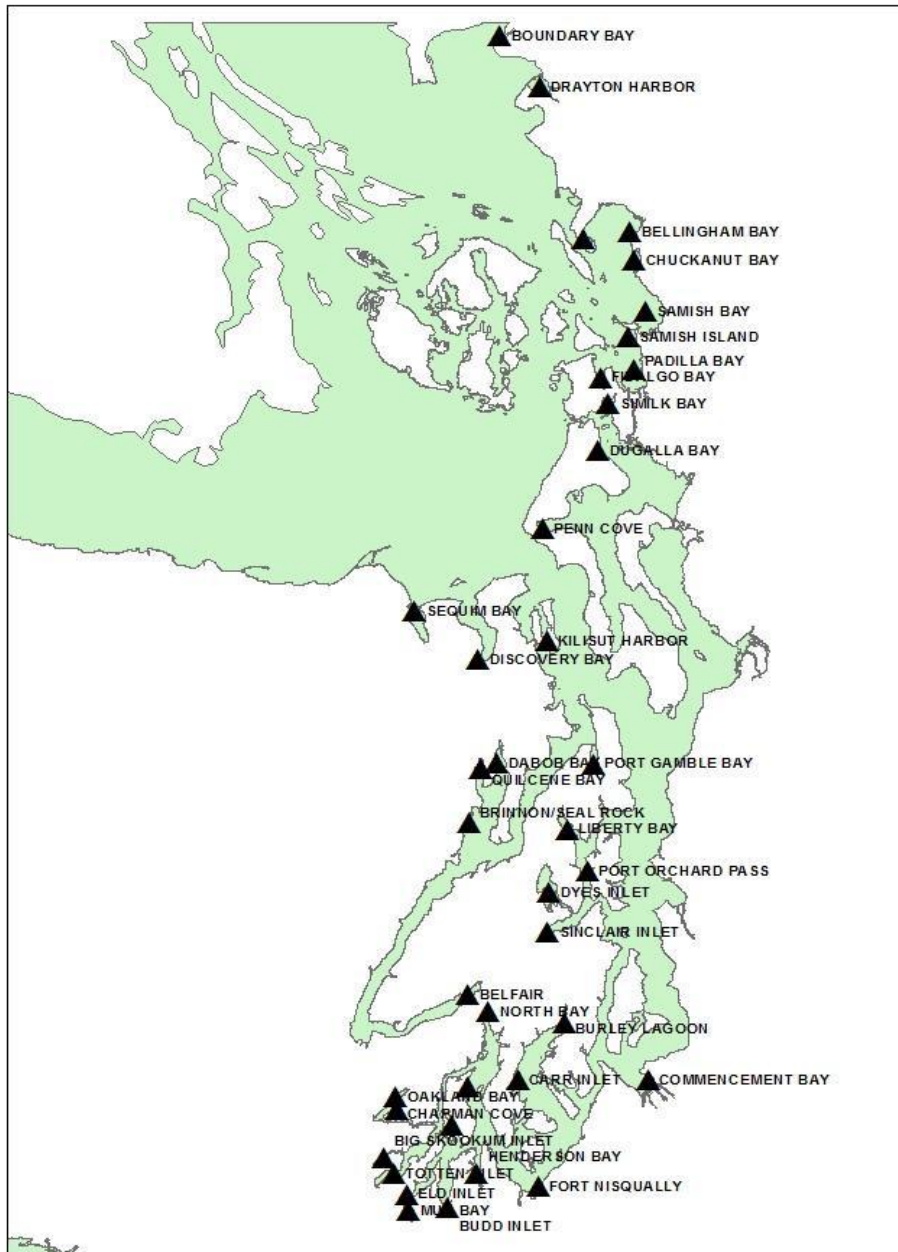 BOUNDARY BAY
DRAYTON HARBOR
BELLINGHAM BAY
CHUCKANUT BAY
SAMISH BAY
SAMISH ISLAND
PADILLA BAY
FIDALGO BAY
SIMILK BAY
DUGALLA BAY
PENN COVE
SEQUIM BAY
KILISUT HARBOR
DISCOVERY BAY
DABOB BAY
PORT GAMBLE BAY
QUILCENE BAY
BRINNON/SEAL ROCK
LIBERTY BAY
PORT ORCHARD PASS
DYES INLET
SINCLAIR INLET
BELFAIR
NORTH BAY
BURLEY LAGOON
CARR INLET
COMMENCEMENT BAY
OAKLAND BAY
CHAPMAN COVE
BIG SKOOKUM INLET
HENDERSON BAY
TOTTEN INLET
FORT NISQUALLY
ELD INLET
MUD BAY
BUDD INLET